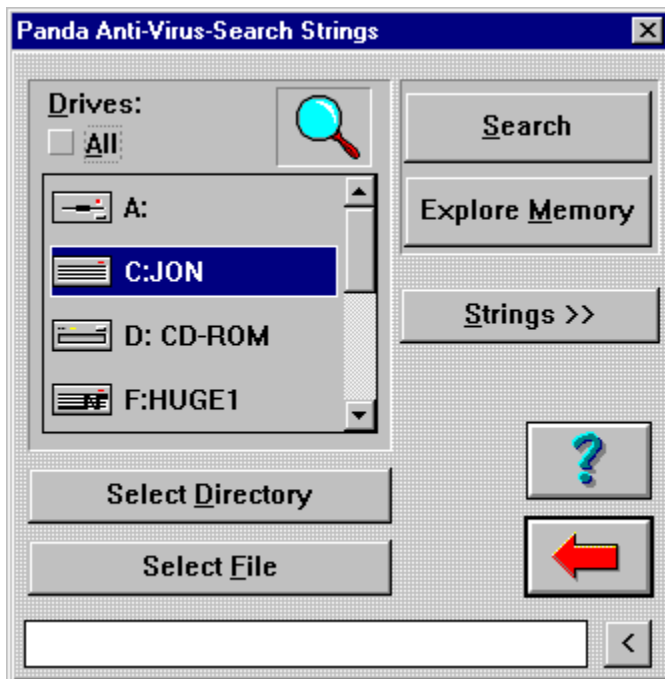 Panda Anti-Virus-Search Strings
Drives:
All
A:
C:JON
D: CD-ROM
F:HUGE1
Search
Explore Memory
Strings >>
Select Directory
Select File
?
<